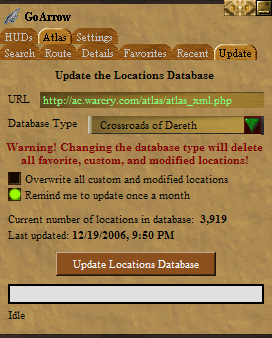 GoArrow
HUDs Atlas Settings
Search Route Details Favorites Recent Update
Update the Locations Database
URL http://ac.warcry.com/atlas/atlas_xml.php
Database Type Crossroads of Dereth
Warning! Changing the database type will delete
all favorite, custom, and modified locations!
Overwrite all custom and modified locations
Remind me to update once a month
Current number of locations in database: 3,919
Last updated: 12/19/2006, 9:50 PM
Update Locations Database
Idle